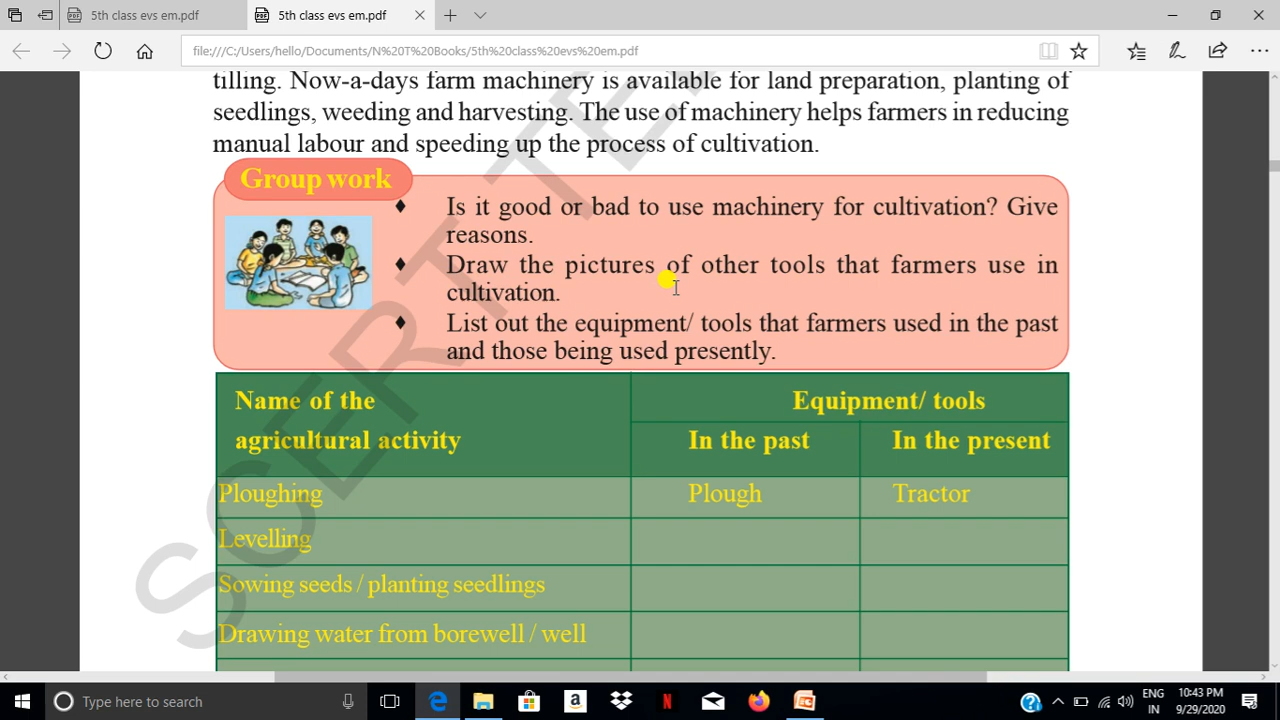 5th class evs em.pdf
5th class evs em.pdf
file:///C:/Users/hello/Documents/N%20T%20Books/5th%20class%20evs%20em.pdf
tilling. Now-a-days farm machinery is available for land preparation, planting of
seedlings, weeding and harvesting. The use of machinery helps farmers in reducing
manual labour and speeding up the process of cultivation.
Group work
♦ Is it good or bad to use machinery for cultivation? Give
reasons.
♦ Draw the pictures of other tools that farmers use in
cultivation.
♦ List out the equipment/ tools that farmers used in the past
and those being used presently.
Name of the
agricultural activity
Equipment/ tools
In the past
In the present
Ploughing
Plough
Tractor
Levelling
Sowing seeds / planting seedlings
Drawing water from borewell / well
SCERT TE
Type here to search
ENG
IN
10:43 PM
9/29/2020